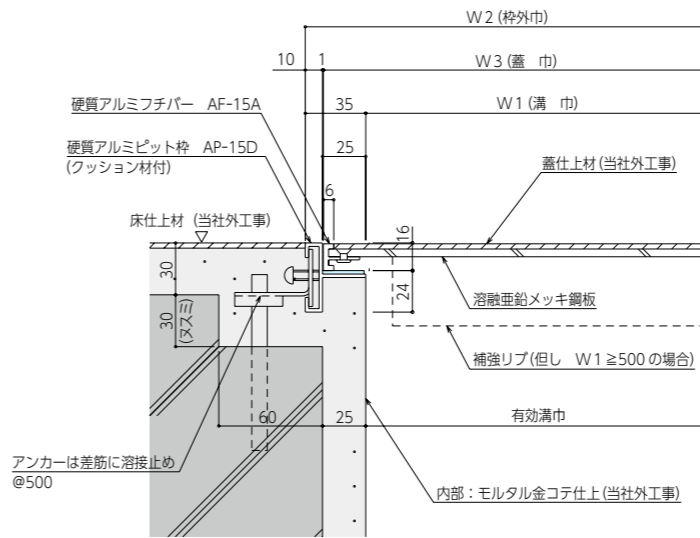 W2(枠外巾)
10
1
W3(蓋 巾)
硬質アルミフチバー AF-15A
35
W1(溝 巾)
硬質アルミピット枠 AP-15D
(クッション材付)
25
蓋仕上材(当社外工事)
6
床仕上材 (当社外工事)
16
30
24
溶融亜鉛メッキ鋼板
30
(ヌスミ)
補強リブ(但し W1≧500の場合)
60
25
有効溝巾
アンカーは差筋に溶接止め
@500
内部：モルタル金コテ仕上(当社外工事)